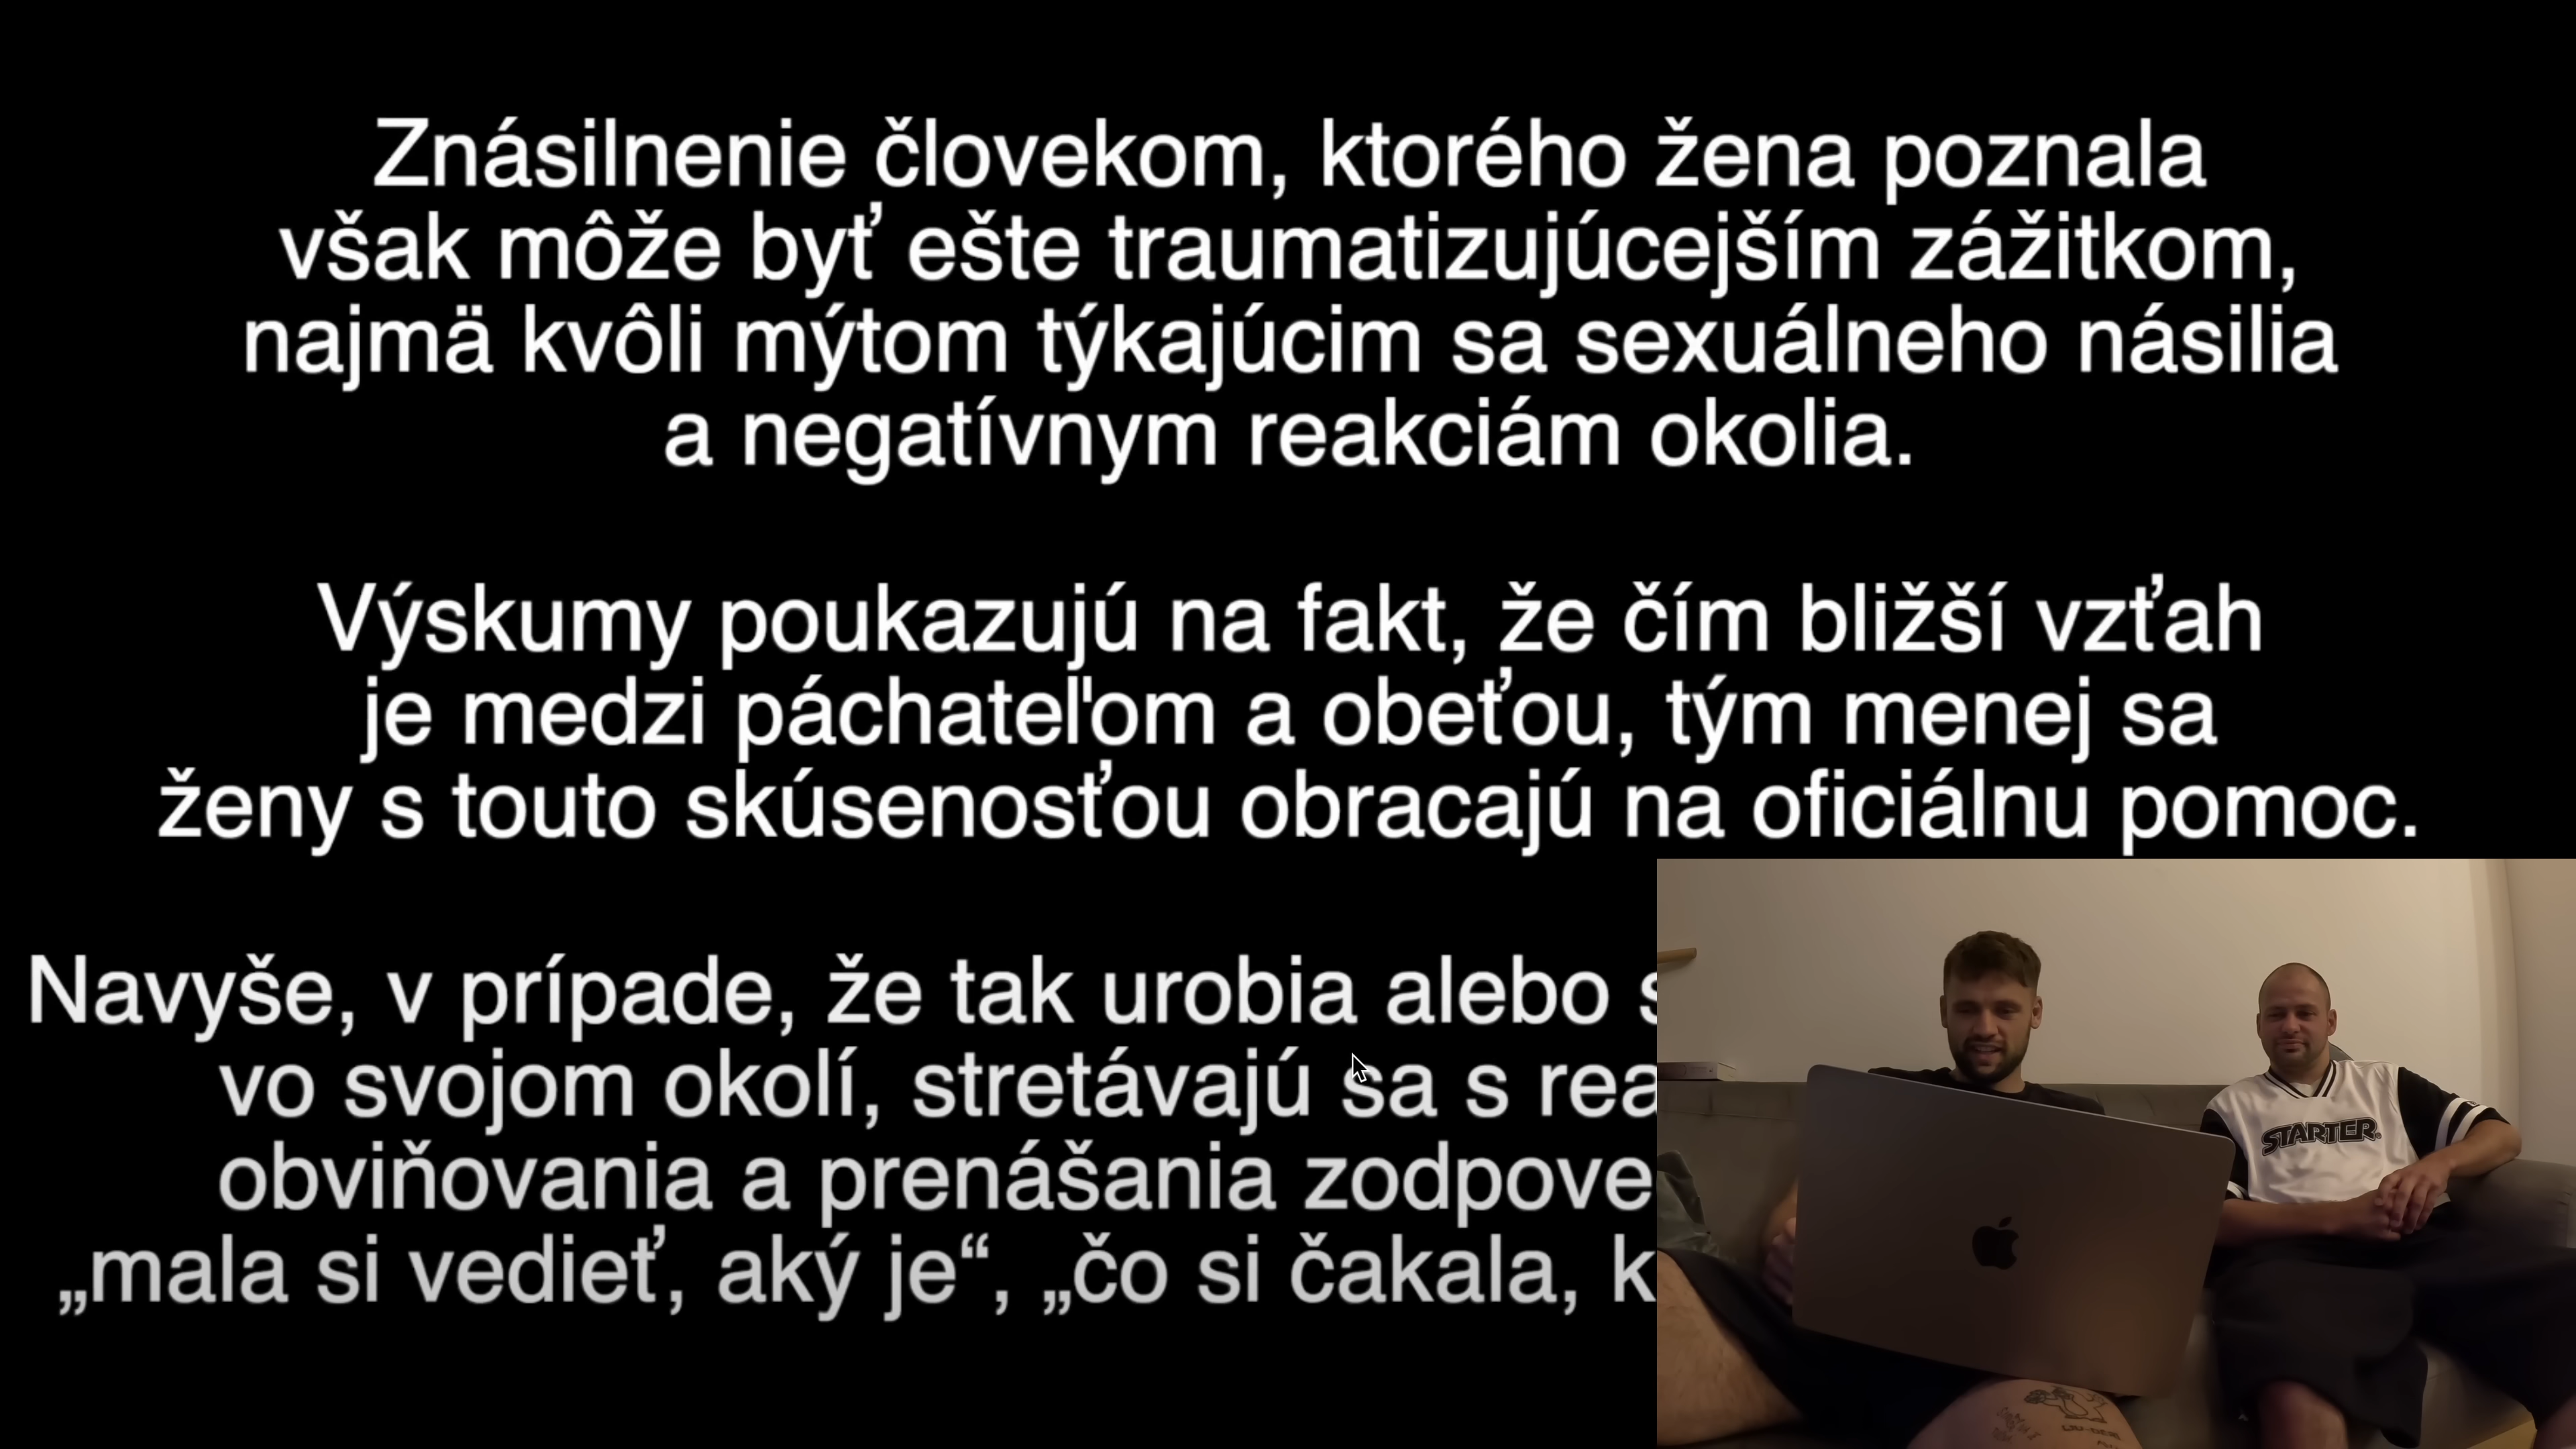 Znásilnenie človekom, ktorého žena poznala
však môže byť ešte traumatizujúcejším zážitkom,
najmä kvôli mýtom týkajúcim sa sexuálneho násilia
a negatívnym reakciám okolia.
Výskumy poukazujú na fakt, že čím bližší vzťah
je medzi páchateľom a obeťou, tým menej sa
ženy s touto skúsenosťou obracajú na oficiálnu pomoc.
Navyše, v prípade, že tak urobia alebo
vo svojom okolí, stretávajú sa s
obviňovania a prenášania
„mala si vedieť, aký je“, „čo si čakala,
STARTER